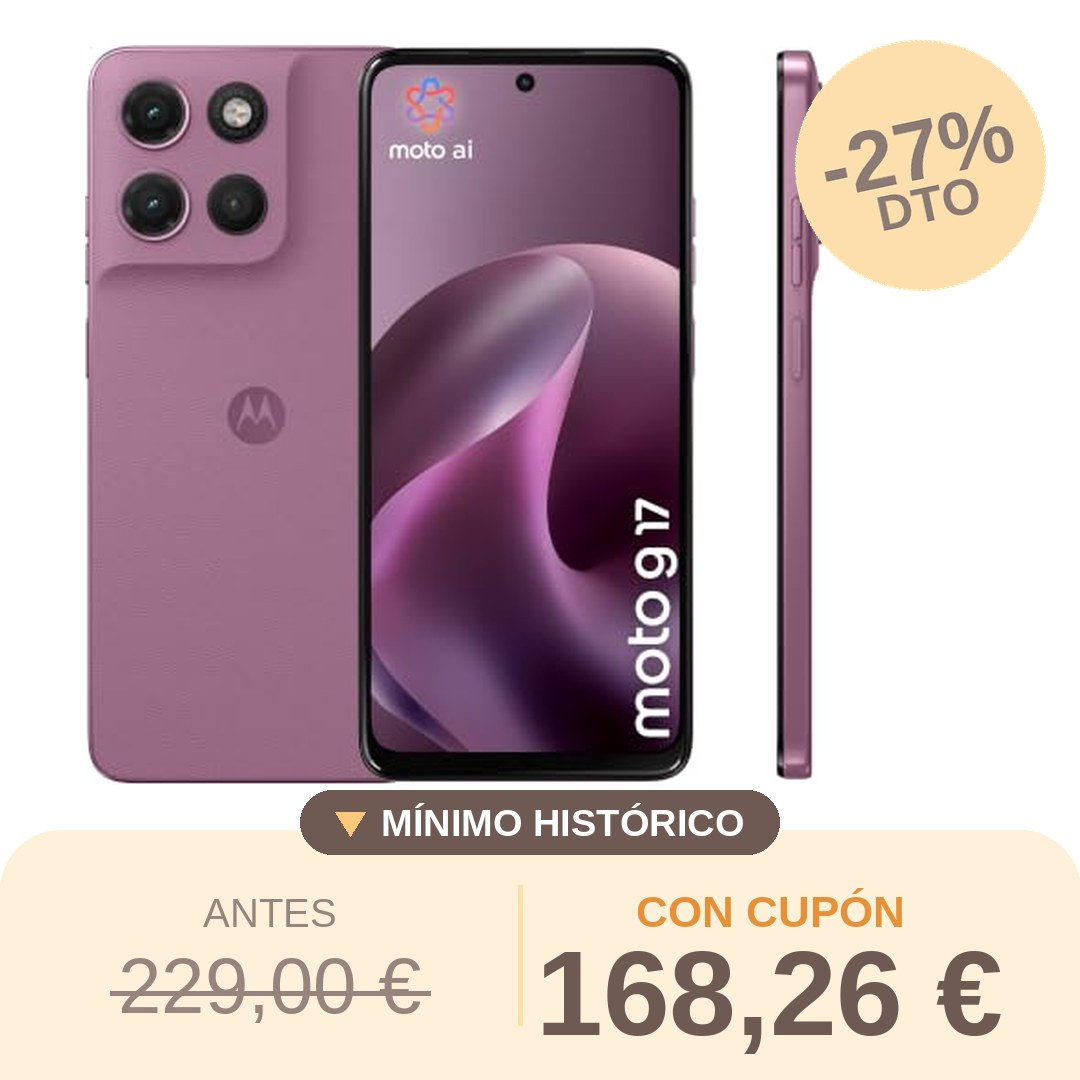 moto ai
-27%
DTO
moto g 17
MÍNIMO HISTÓRICO
ANTES
229,00 €
CON CUPÓN
168,26 €